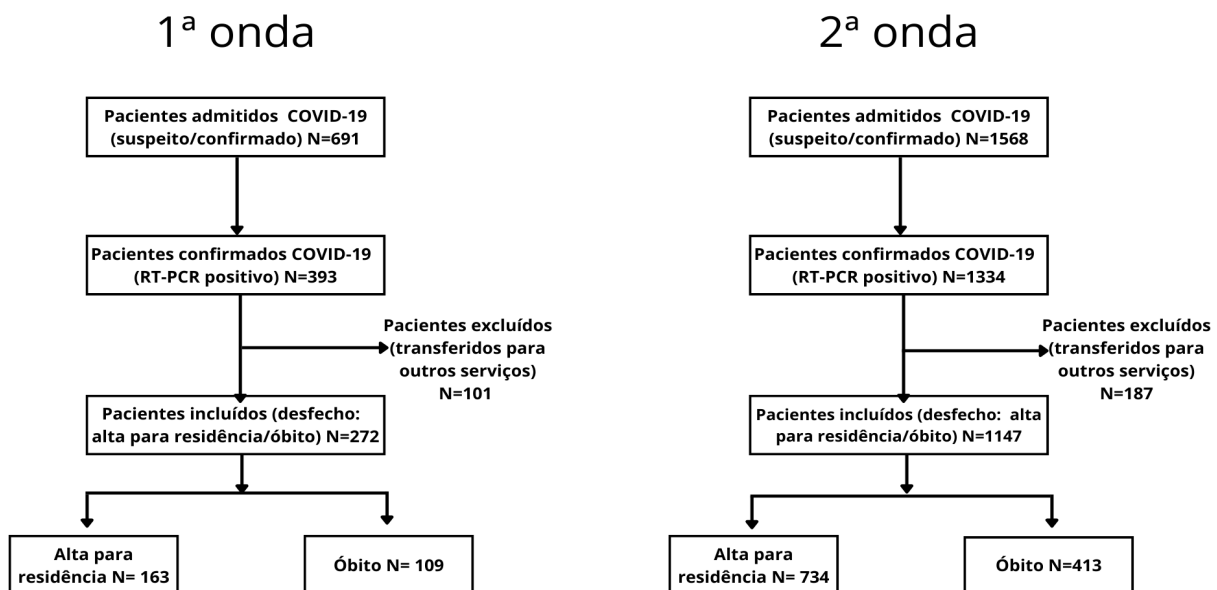 1ª onda
Pacientes admitidos COVID-19
(suspeito/confirmado) N=691
Pacientes confirmados COVID-19
(RT-PCR positivo) N=393
Pacientes excluídos
(transferidos para
outros serviços)
N=101
Pacientes incluídos (desfecho:
alta para residência/óbito) N=272
Alta para
residência N= 163
Óbito N= 109
2ª onda
Pacientes admitidos COVID-19
(suspeito/confirmado) N=1568
Pacientes confirmados COVID-19
(RT-PCR positivo) N=1334
Pacientes excluídos
(transferidos para
outros serviços)
N=187
Pacientes incluídos (desfecho: alta
para residência/óbito) N=1147
Alta para
residência N= 734
Óbito N=413